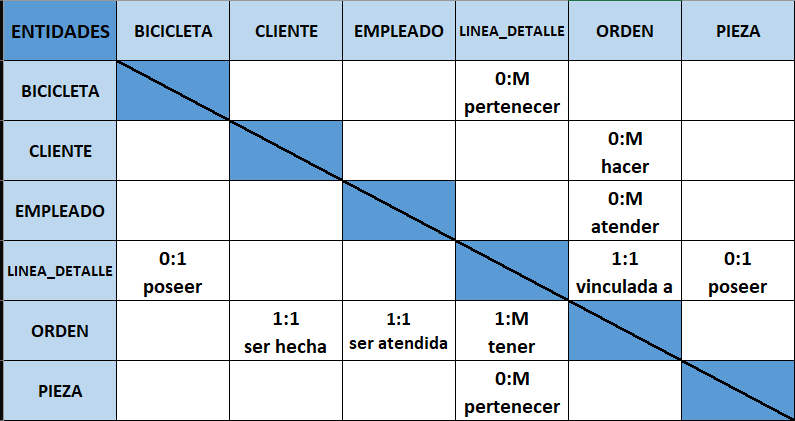 ENTIDADES BICICLETA CLIENTE EMPLEADO LINEA_DETALLE ORDEN PIEZA
BICICLETA 0:M
pertenecer
CLIENTE 0:M
hacer
EMPLEADO 0:M
atender
LINEA_DETALLE 0:1 1:1 0:1
poseer vinculada a poseer
ORDEN 1:1 1:1 1:M
ser hecha ser atendida tener
PIEZA 0:M
pertenecer